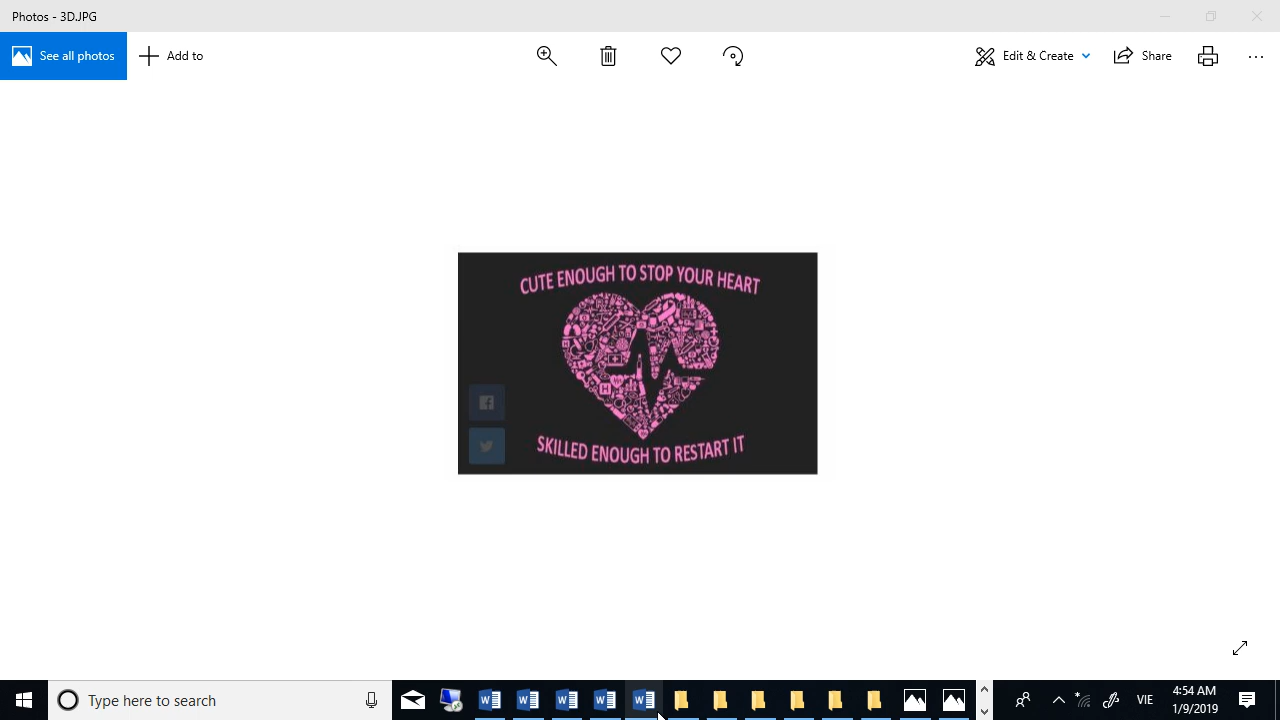 Photos - 3D.JPG
See all photos
Add to
Edit & Create
Share
CUTE ENOUGH TO STOP YOUR HEART
H
SKILLED ENOUGH TO RESTART IT
Type here to search
VIE
4:54 AM
1/9/2019